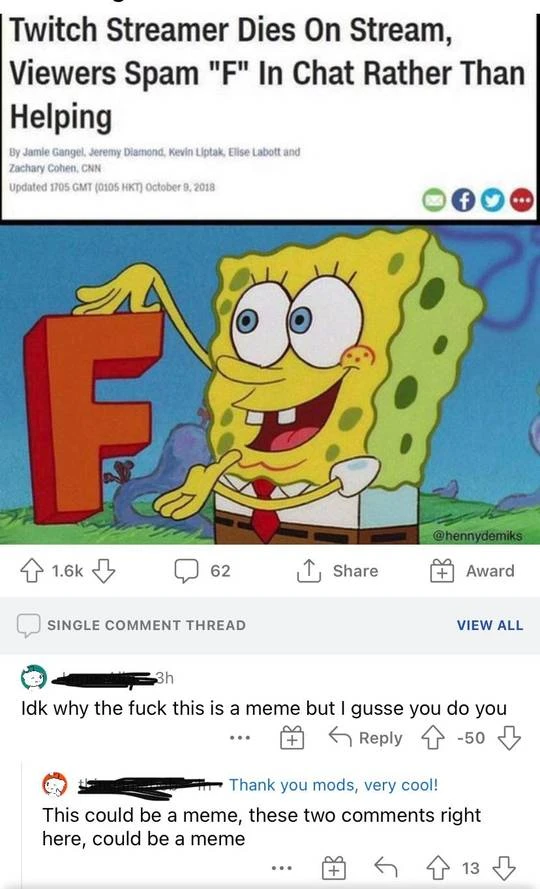 Twitch Streamer Dies On Stream,
Viewers Spam "F" In Chat Rather Than
Helping
By Jamie Gangel, Jeremy Diamond, Kevin Liptak, Elise Labott and
Zachary Cohen, CNN
Updated 1705 GMT (0105 HKT) October 9, 2018
F
@hennydemiks
1.6k 62 Share Award
SINGLE COMMENT THREAD VIEW ALL
3h
Idk why the fuck this is a meme but I gusse you do you
Reply -50
Thank you mods, very cool!
This could be a meme, these two comments right
here, could be a meme
13